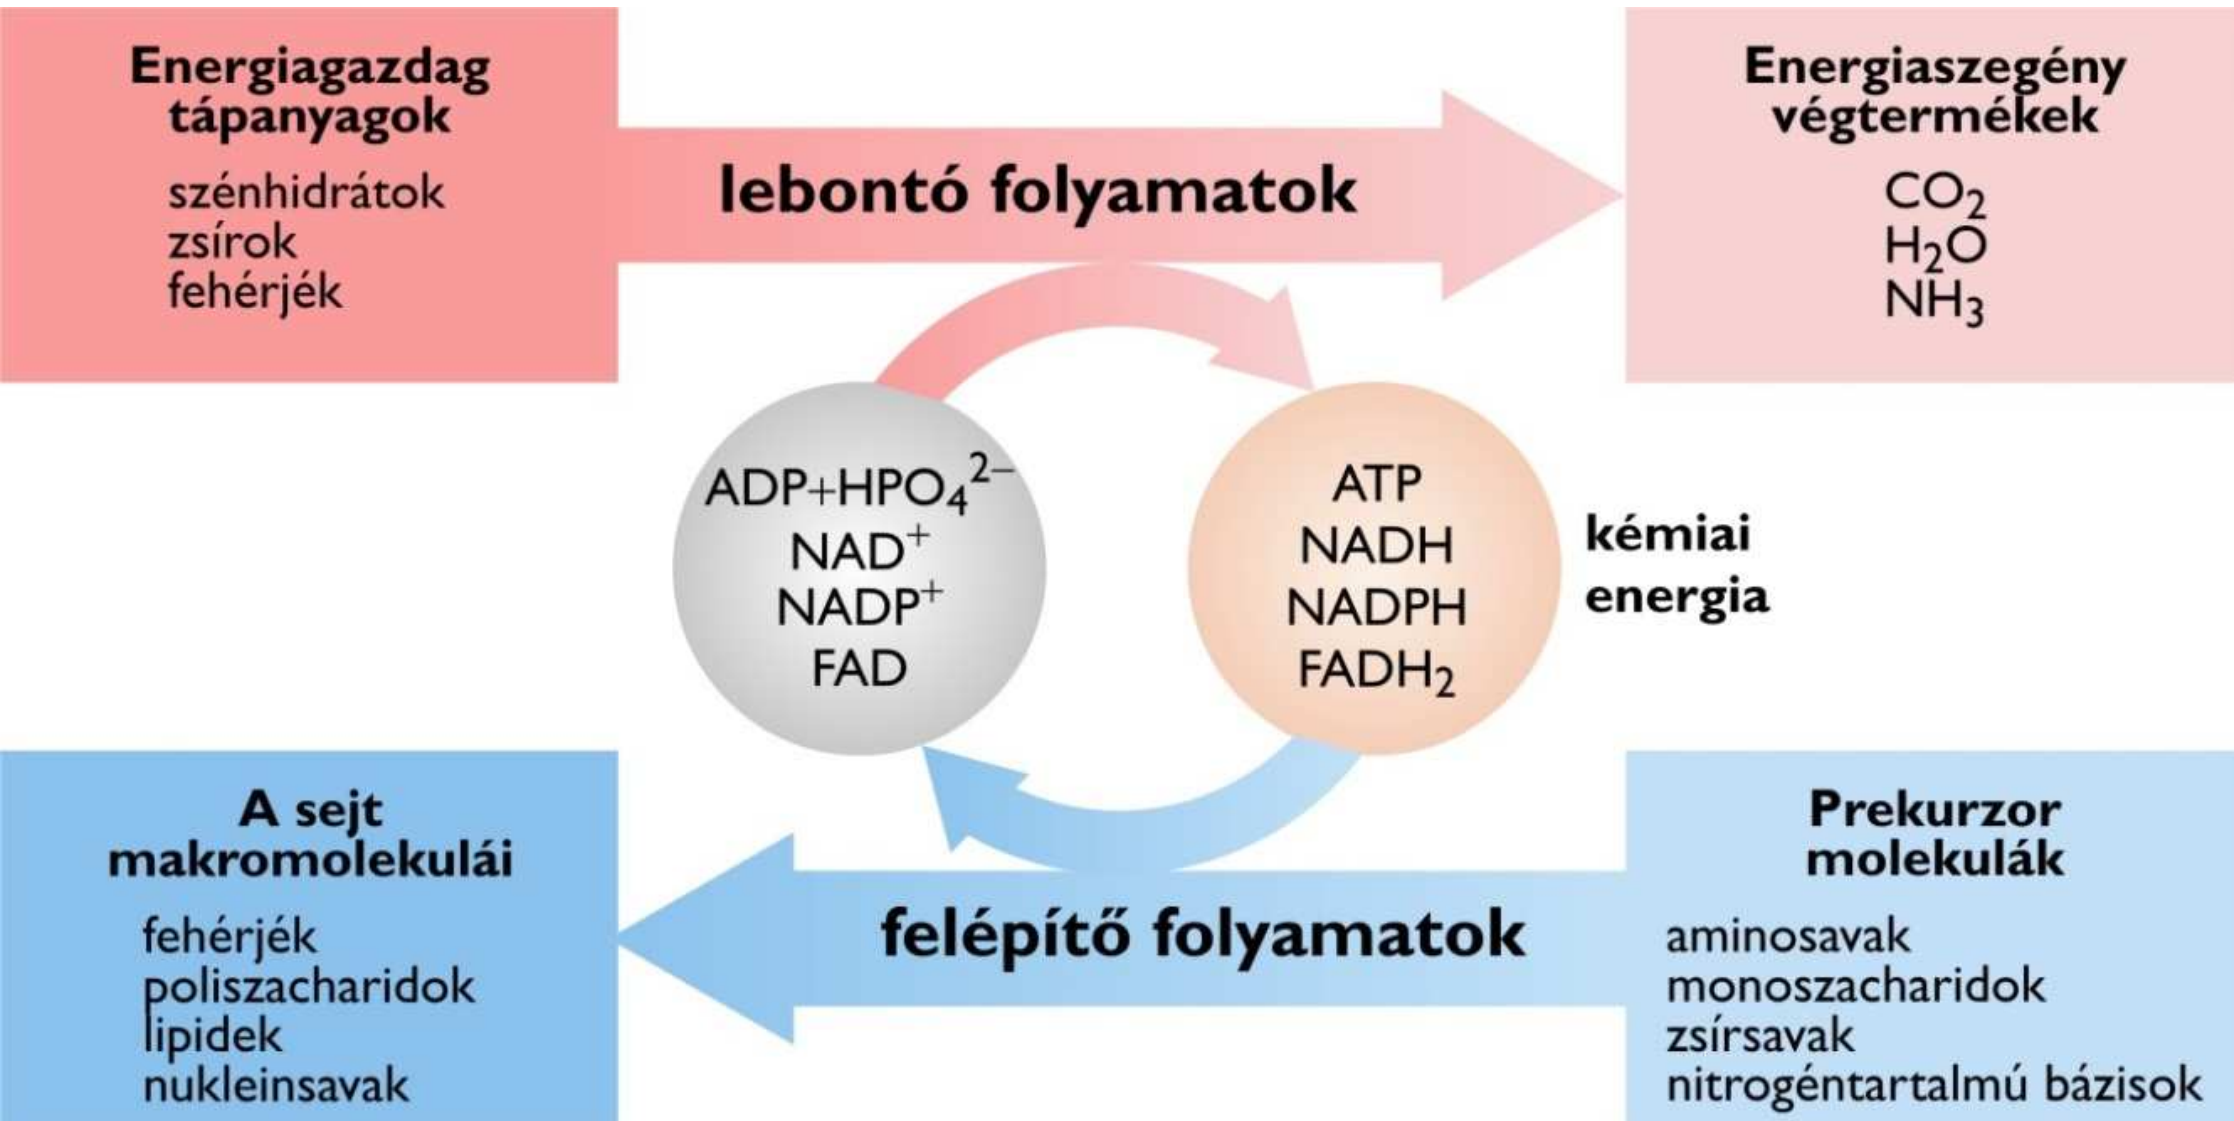 Energiagazdag
tápanyagok
szénhidrátok
zsírok
fehérjék
lebontó folyamatok
Energiaszegény
végtermékek
CO₂
H₂O
NH₃
ADP+HPO₄²⁻
NAD⁺
NADP⁺
FAD
ATP
NADH
NADPH
FADH₂
kémiai
energia
A sejt
makromolekulái
fehérjék
poliszacharidok
lipidek
nukleinsavak
felépítő folyamatok
Prekurzor
molekulák
aminosavak
monoszacharidok
zsírsavak
nitrogéntartalmú bázisok